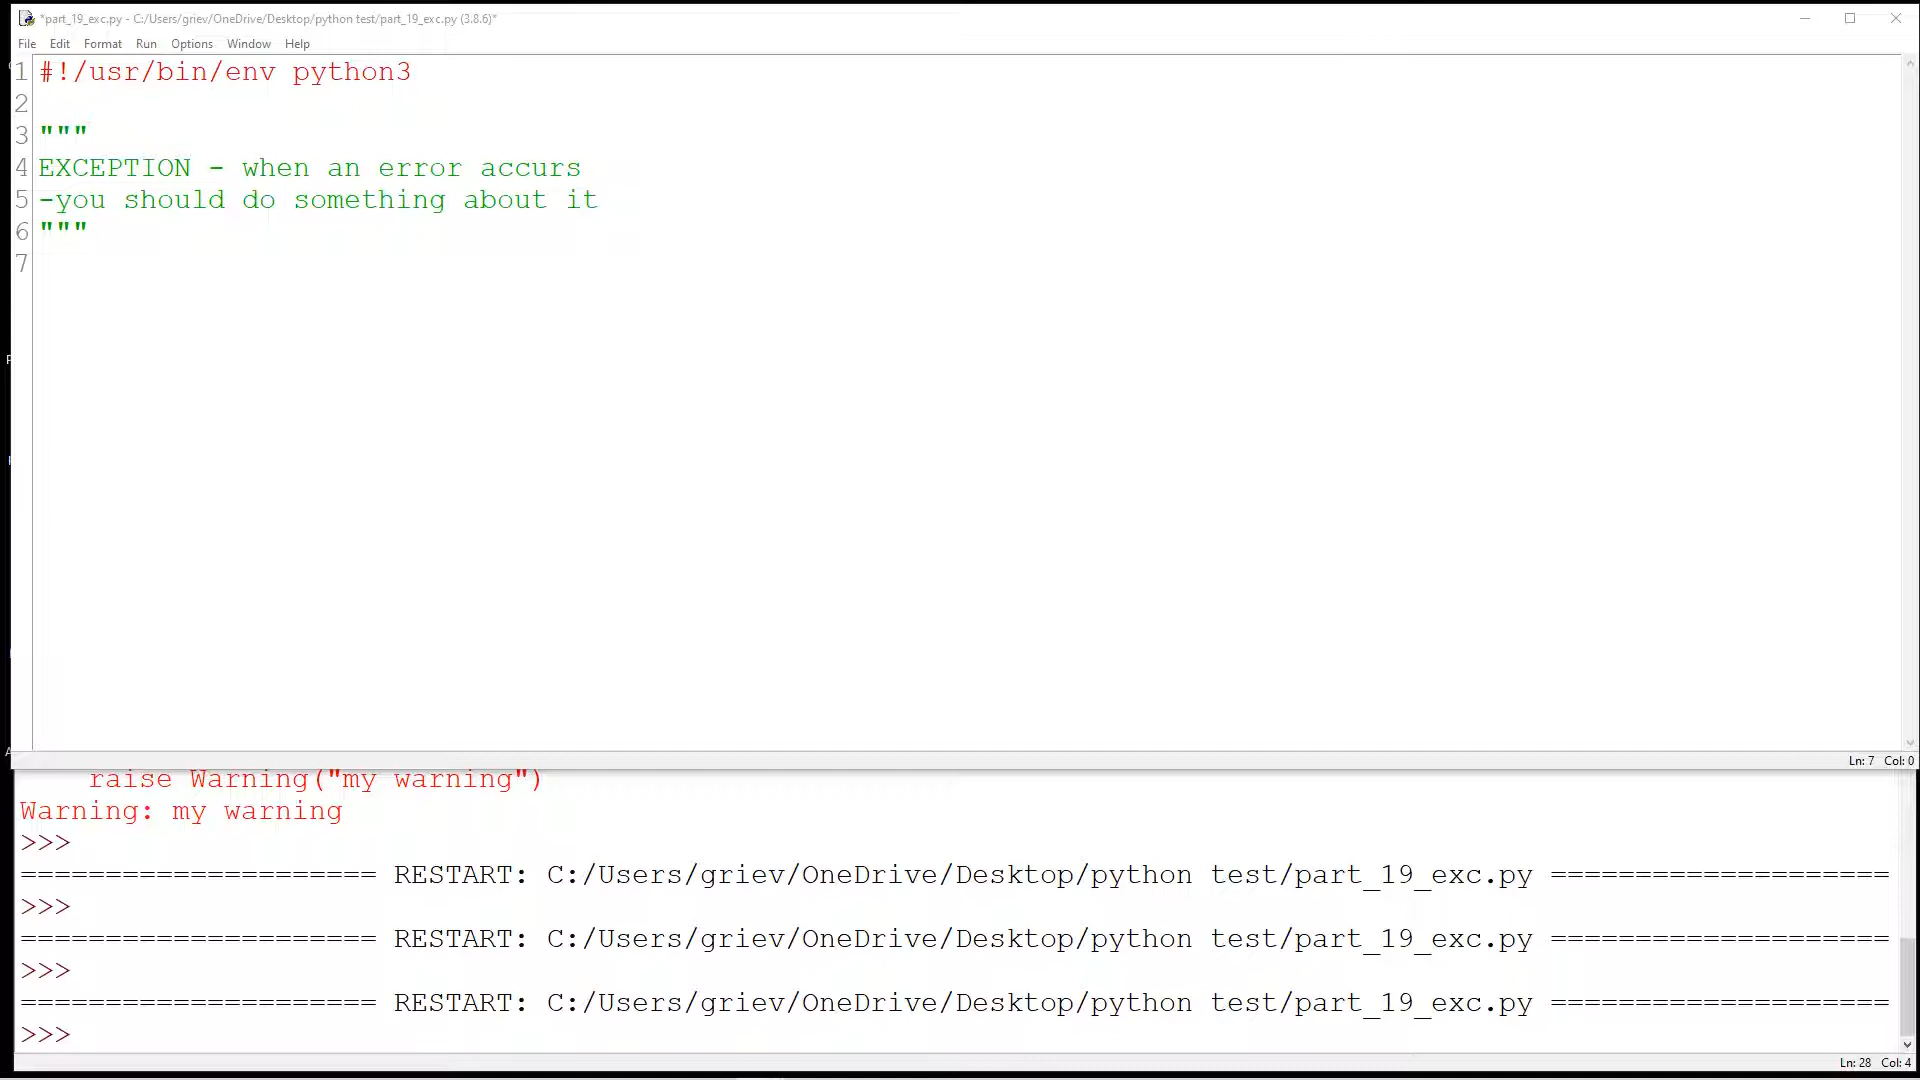 *part_19_exc.py - C:/Users/griev/OneDrive/Desktop/python test/part_19_exc.py (3.8.6)*
File Edit Format Run Options Window Help
1 #!/usr/bin/env python3
2
3 """
4 EXCEPTION - when an error accurs
5 -you should do something about it
6 """
7
Ln: 7 Col: 0
raise Warning("my warning")
Warning: my warning
>>>
===================== RESTART: C:/Users/griev/OneDrive/Desktop/python test/part_19_exc.py ====================
>>>
===================== RESTART: C:/Users/griev/OneDrive/Desktop/python test/part_19_exc.py ====================
>>>
===================== RESTART: C:/Users/griev/OneDrive/Desktop/python test/part_19_exc.py ====================
>>>
Ln: 28 Col: 4